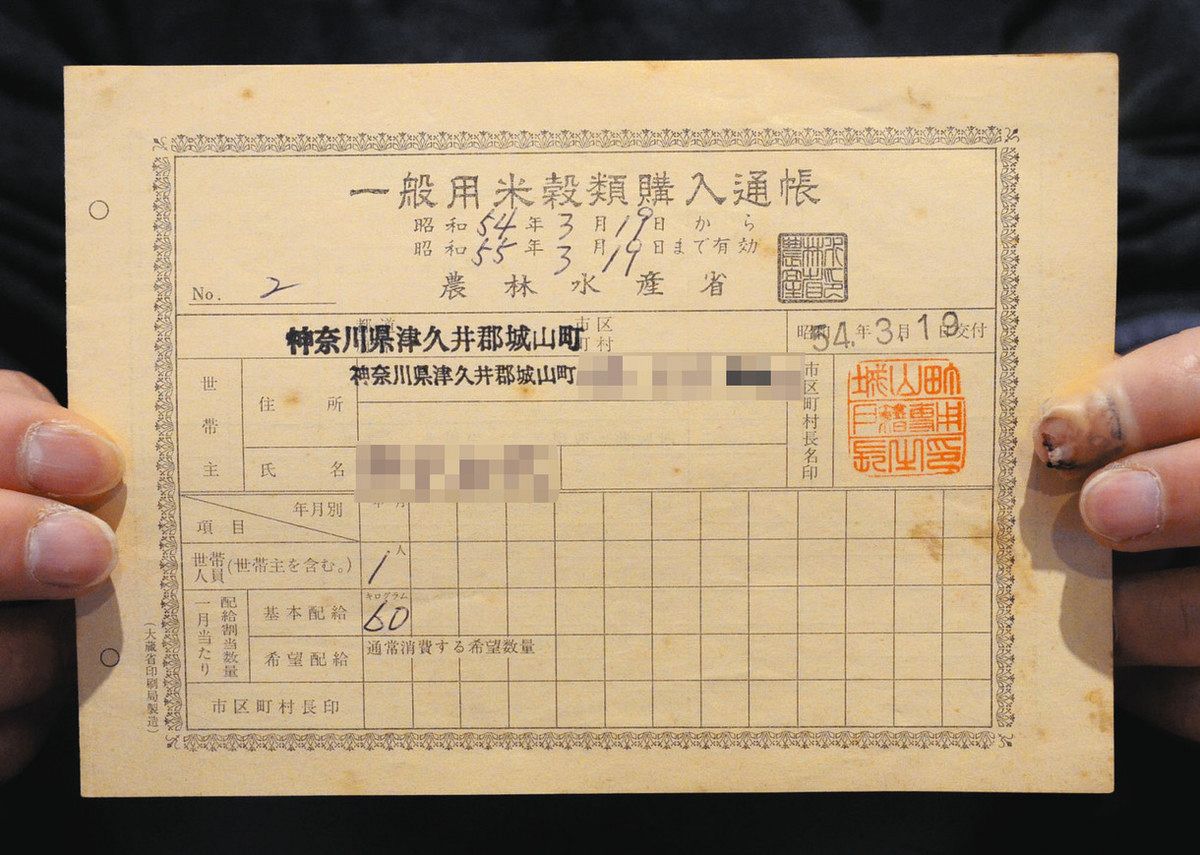 一般用米穀類購入通帳
昭和54年3月19日から
昭和55年3月19日まで有効
農林水産省
No. 2
神奈川県津久井郡城山町
市区
町村
昭和54年3月19日交付
世帯主
住所
神奈川県津久井郡城山町
市区町村長名印
氏名
年月別
項目
年月
世帯人員(世帯主を含む。)
1人
一月当たり配給割当数量
基本配給
キログラム
60
希望配給
通常消費する希望数量
市区町村長印
(大蔵省印刷局製造)